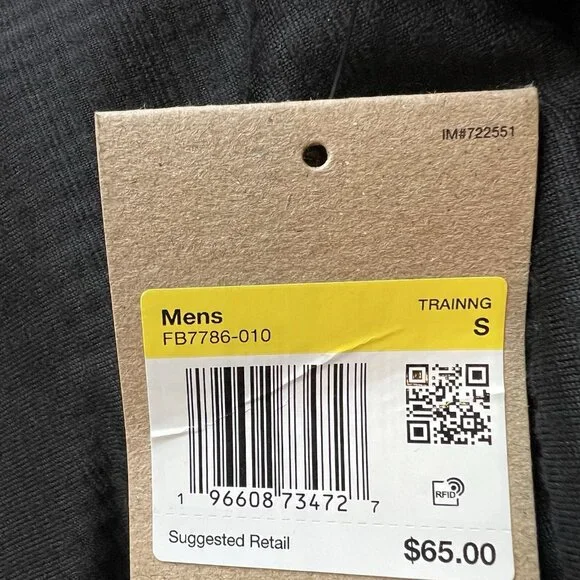 IM#722551
Mens
TRAINNG
FB7786-010
S
1 96608 73472 7
RFID
Suggested Retail
$65.00